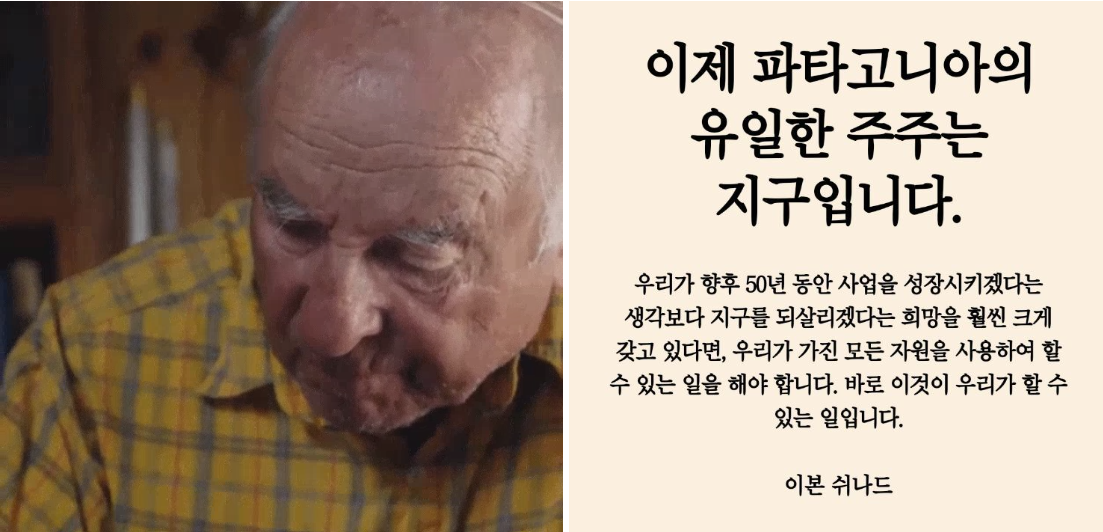 이제 파타고니아의
유일한 주주는
지구입니다.
우리가 향후 50년 동안 사업을 성장시키겠다는
생각보다 지구를 되살리겠다는 희망을 훨씬 크게
갖고 있다면, 우리가 가진 모든 자원을 사용하여 할
수 있는 일을 해야 합니다. 바로 이것이 우리가 할 수
있는 일입니다.
이본 쉬나드